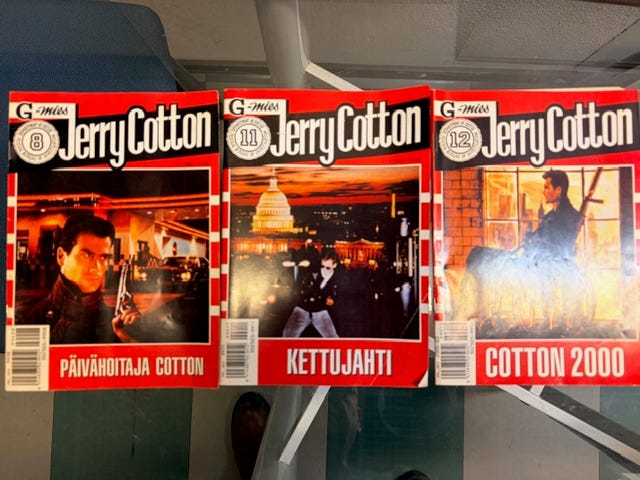 G-mies
8
Jerry Cotton
PÄIVÄHOITAJA COTTON
G-mies
11
Jerry Cotton
KETTUJAHTI
G-mies
12
Jerry Cotton
COTTON 2000